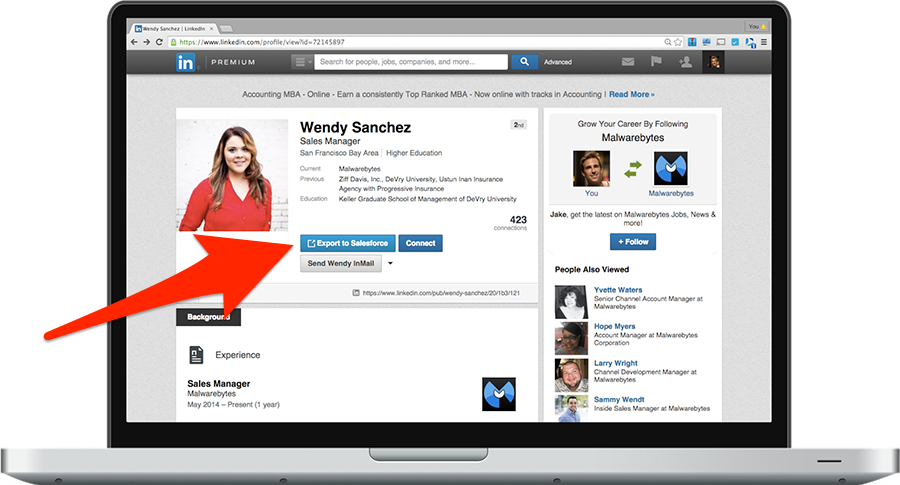 Wendy Sanchez | LinkedIn
You
https://www.linkedin.com/profile/view?id=72145897
in PREMIUM
Search for people, jobs, companies, and more...
Advanced
Accounting MBA - Online - Earn a consistently Top Ranked MBA - Now online with tracks in Accounting | Read More »
Wendy Sanchez
2nd
Sales Manager
San Francisco Bay Area | Higher Education
Current Malwarebytes
Previous Ziff Davis, Inc., DeVry University, Ustun Inan Insurance
Agency with Progressive Insurance
Education Keller Graduate School of Management of DeVry University
423
connections
Export to Salesforce
Connect
Send Wendy InMail
https://www.linkedin.com/pub/wendy-sanchez/20/1b3/121
Background
Experience
Sales Manager
Malwarebytes
May 2014 – Present (1 year)
Grow Your Career By Following
Malwarebytes
You
Malwarebytes
Jake, get the latest on Malwarebytes Jobs, News &
more!
+ Follow
People Also Viewed
Yvette Waters
Senior Channel Account Manager at
Malwarebytes
Hope Myers
Account Manager at Malwarebytes
Corporation
Larry Wright
Channel Development Manager at
Malwarebytes
Sammy Wendt
Inside Sales Manager at Malwarebytes